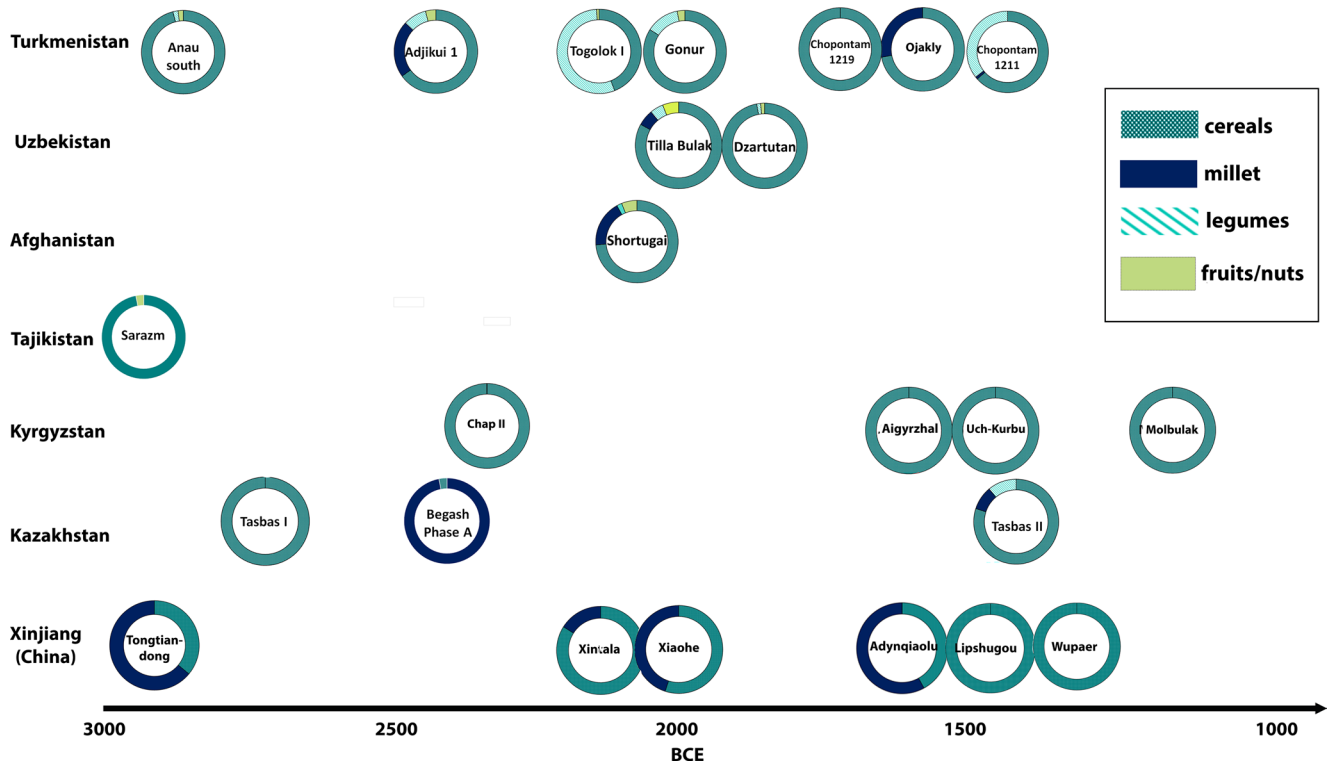 Turkmenistan
Anau
south
Adjikui 1
Togolok I
Gonur
Chopontam
1219
Ojakly
Chopontam
1211
Uzbekistan
Tilla Bulak
Dzartutan
Afghanistan
Shortugai
Tajikistan
Sarazm
Kyrgyzstan
Chap II
Aigyrzhal
Uch-Kurbu
Molbulak
Kazakhstan
Tasbas I
Begash
Phase A
Tasbas II
Xinjiang
(China)
Tongtian-
dong
Xiaohe
Adynqiaolu
Lipshugou
Wupaer
cereals
millet
legumes
fruits/nuts
3000
2500
2000
1500
1000
BCE